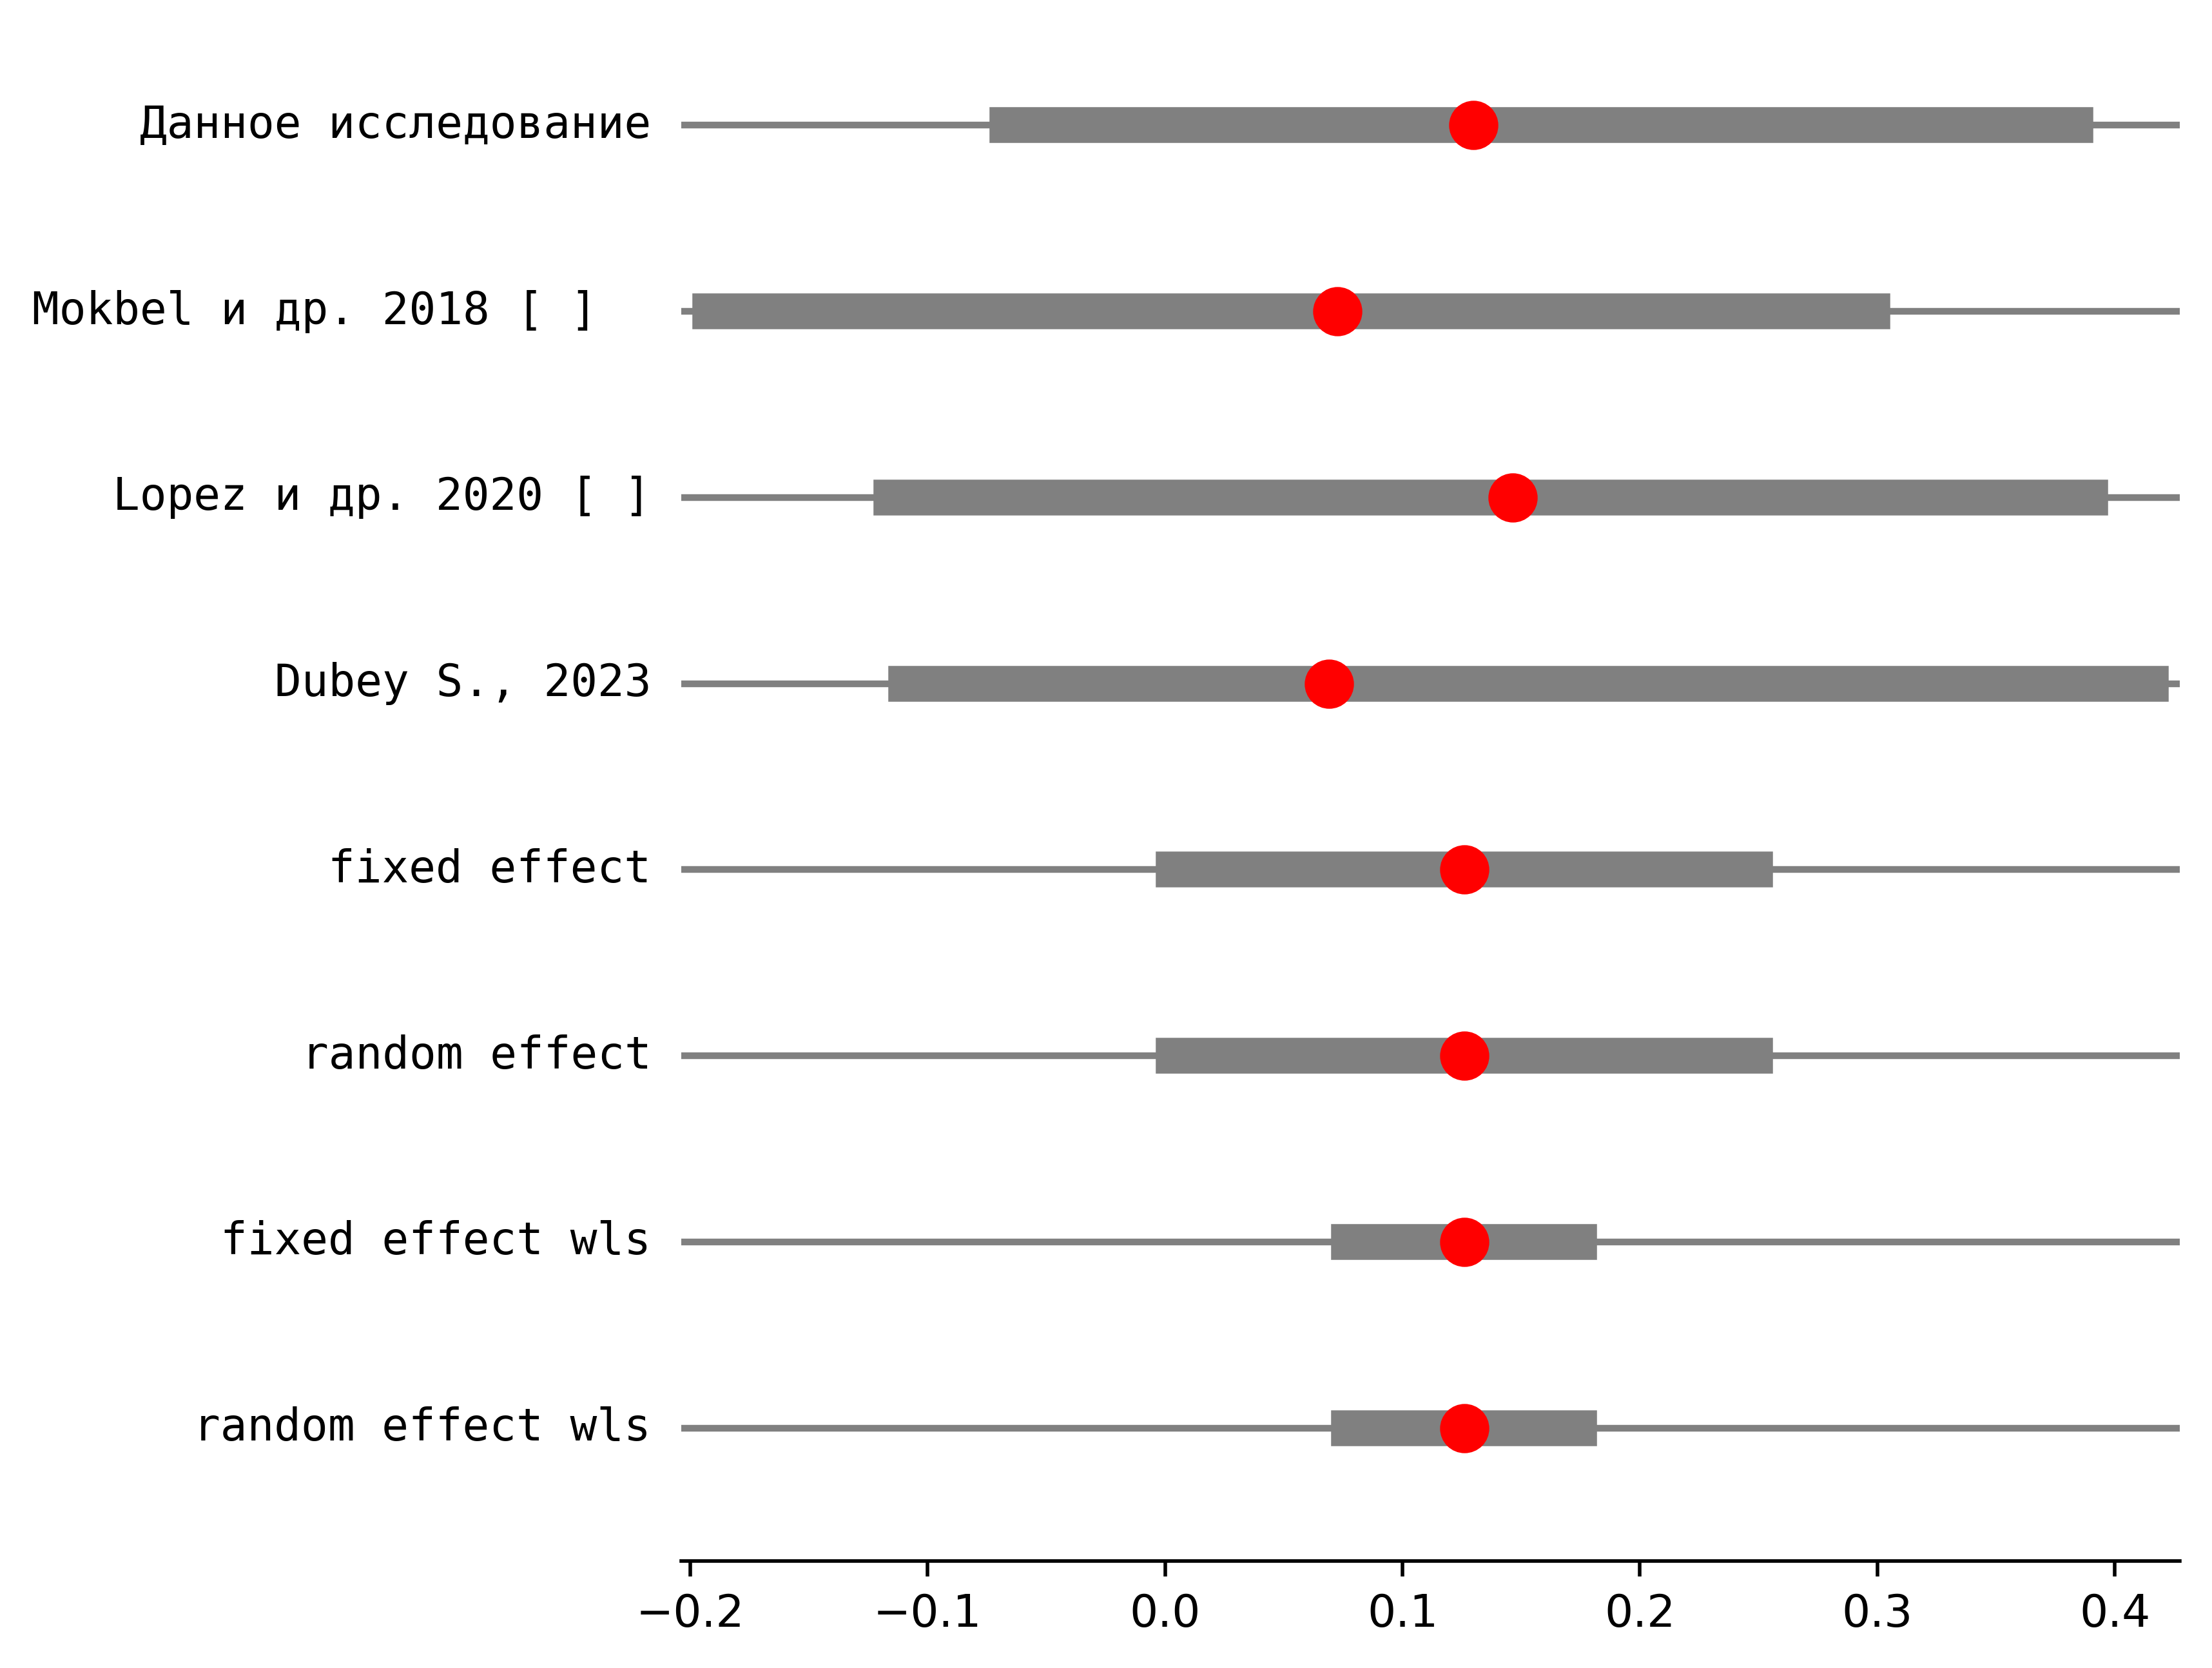 Данное исследование
Mokbel и др. 2018 [ ]
Lopez и др. 2020 [ ]
Dubey S., 2023
fixed effect
random effect
fixed effect wls
random effect wls
−0.2 −0.1 0.0 0.1 0.2 0.3 0.4